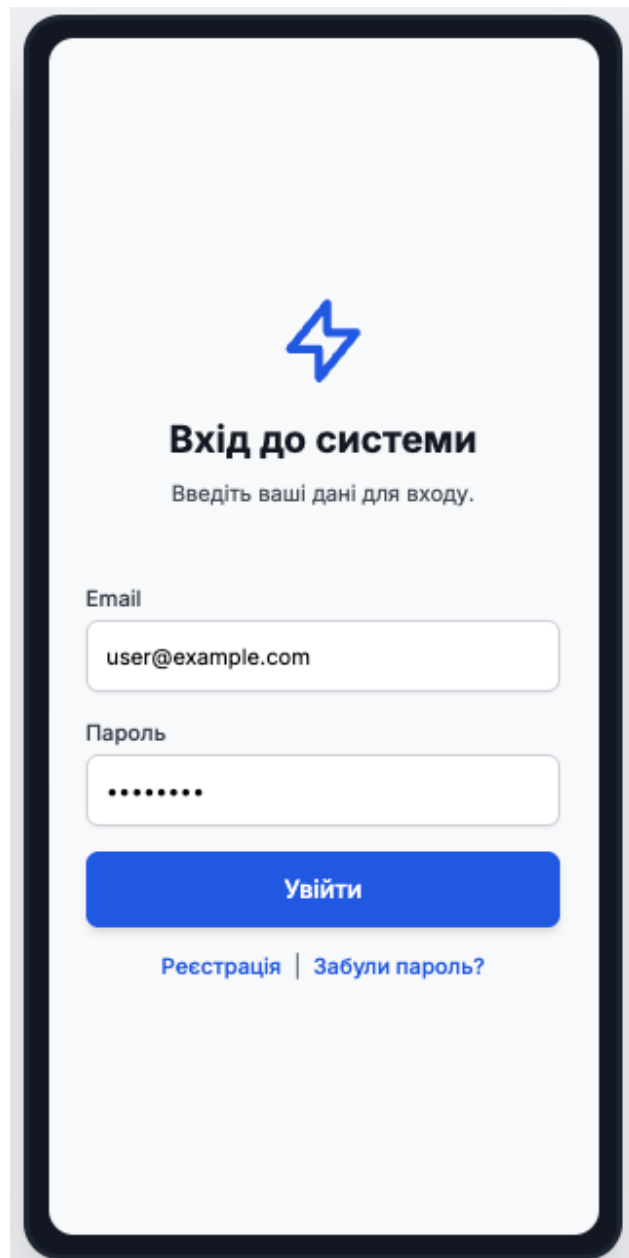 Вхід до системи
Введіть ваші дані для входу.
Email
user@example.com
Пароль
••••••••
Увійти
Реєстрація | Забули пароль?